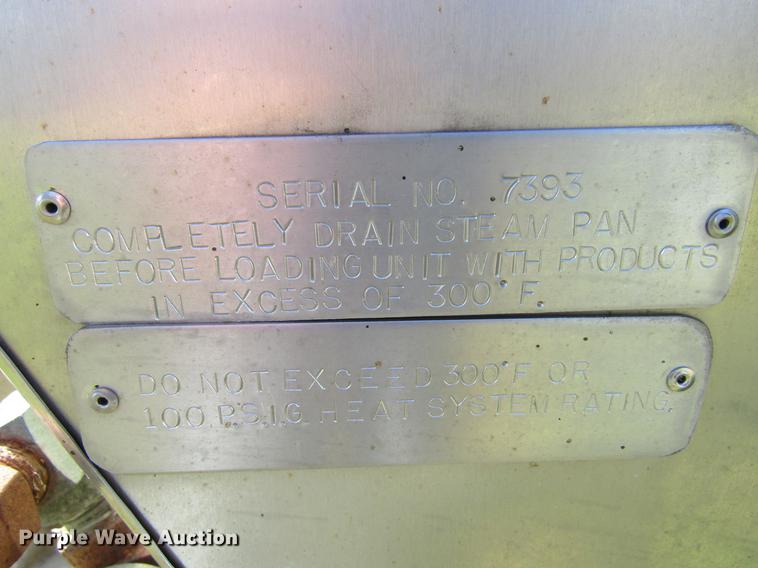 SERIAL NO. 7393
COMPLETELY DRAIN STEAM PAN
BEFORE LOADING UNIT WITH PRODUCTS
IN EXCESS OF 300°F.
DO NOT EXCEED 300°F OR
100 P.S.I.G. HEAT SYSTEM RATING.
Purple Wave Auction